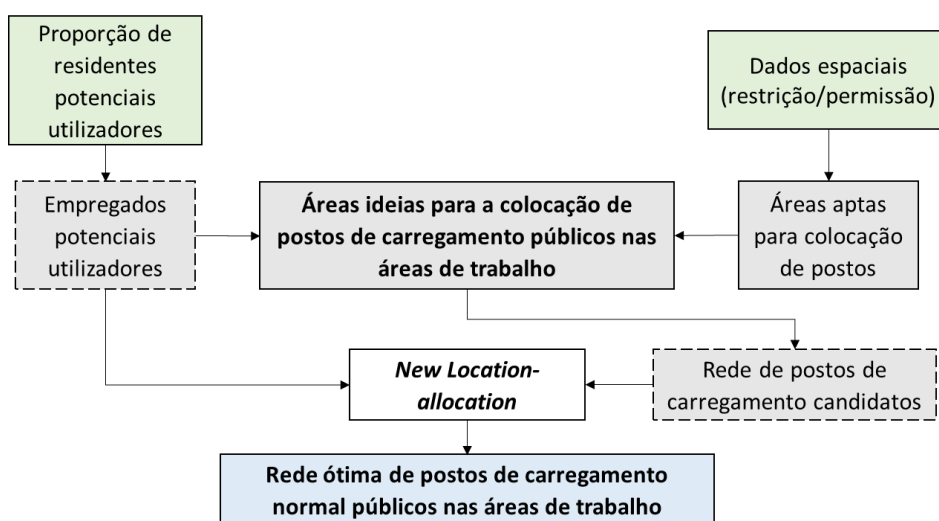 Proporção de
residentes
potenciais
utilizadores
Dados espaciais
(restrição/permissão)
Empregados
potenciais
utilizadores
Áreas ideias para a colocação de
postos de carregamento públicos nas
áreas de trabalho
Áreas aptas
para colocação
de postos
New Location-
allocation
Rede de postos de
carregamento candidatos
Rede ótima de postos de carregamento
normal públicos nas áreas de trabalho